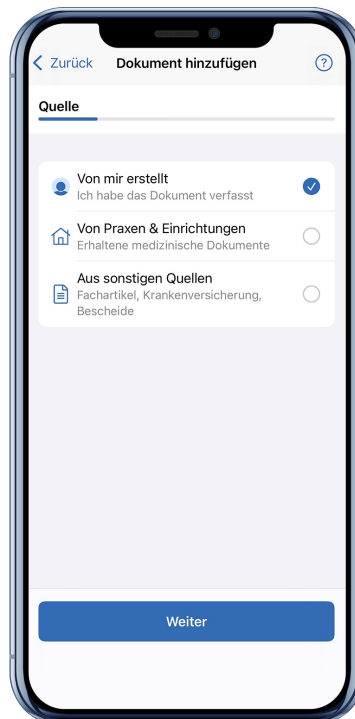 Zurück Dokument hinzufügen ?
Quelle
Von mir erstellt
Ich habe das Dokument verfasst
Von Praxen & Einrichtungen
Erhaltene medizinische Dokumente
Aus sonstigen Quellen
Fachartikel, Krankenversicherung,
Bescheide
Weiter